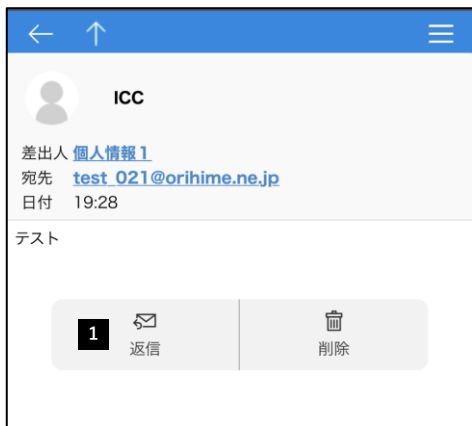 ICC
差出人 個人情報1
宛先 test_021@orihime.ne.jp
日付 19:28
テスト
1
返信 削除